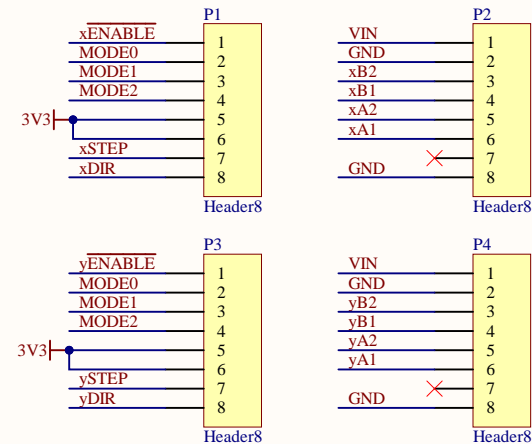 P1
xENABLE 1
MODE0 2
MODE1 3
MODE2 4
3V3 5
6
xSTEP 7
xDIR 8
Header8
P2
VIN 1
GND 2
xB2 3
xB1 4
xA2 5
xA1 6
7
GND 8
Header8
P3
yENABLE 1
MODE0 2
MODE1 3
MODE2 4
3V3 5
6
ySTEP 7
yDIR 8
Header8
P4
VIN 1
GND 2
yB2 3
yB1 4
yA2 5
yA1 6
7
GND 8
Header8